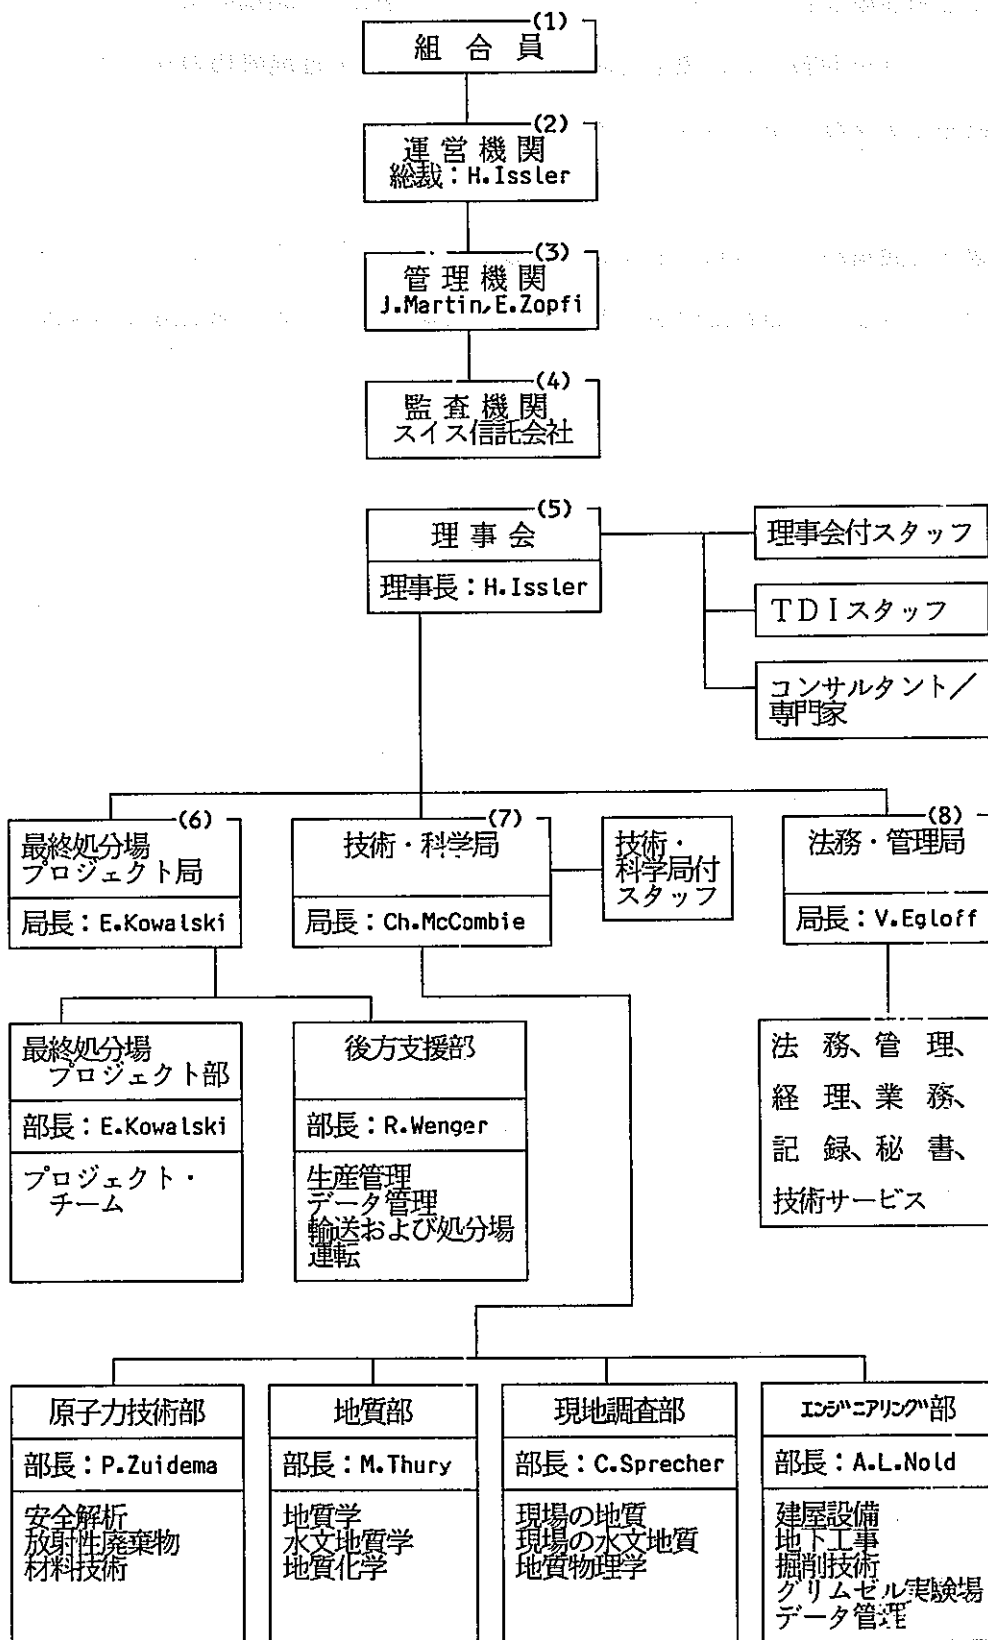 (1)
組合員
(2)
運営機関
総裁：H.Issler
(3)
管理機関
J.Martin,E.Zopfi
(4)
監査機関
スイス信託会社
(5)
理事会
理事長：H.Issler
理事会付スタッフ
TDIスタッフ
コンサルタント／
専門家
(6)
最終処分場
プロジェクト局
局長：E.Kowalski
(7)
技術・科学局
局長：Ch.McCombie
技術・
科学局付
スタッフ
(8)
法務・管理局
局長：V.Egloff
最終処分場
プロジェクト部
部長：E.Kowalski
プロジェクト・
チーム
後方支援部
部長：R.Wenger
生産管理
データ管理
輸送および処分場
運転
法務、管理、
経理、業務、
記録、秘書、
技術サービス
原子力技術部
部長：P.Zuidema
安全解析
放射性廃棄物
材料技術
地質部
部長：M.Thury
地質学
水文地質学
地質化学
現地調査部
部長：C.Sprecher
現場の地質
現場の水文地質
地質物理学
エンジニアリング部
部長：A.L.Nold
建屋設備
地下工事
掘削技術
グリムゼル実験場
データ管理